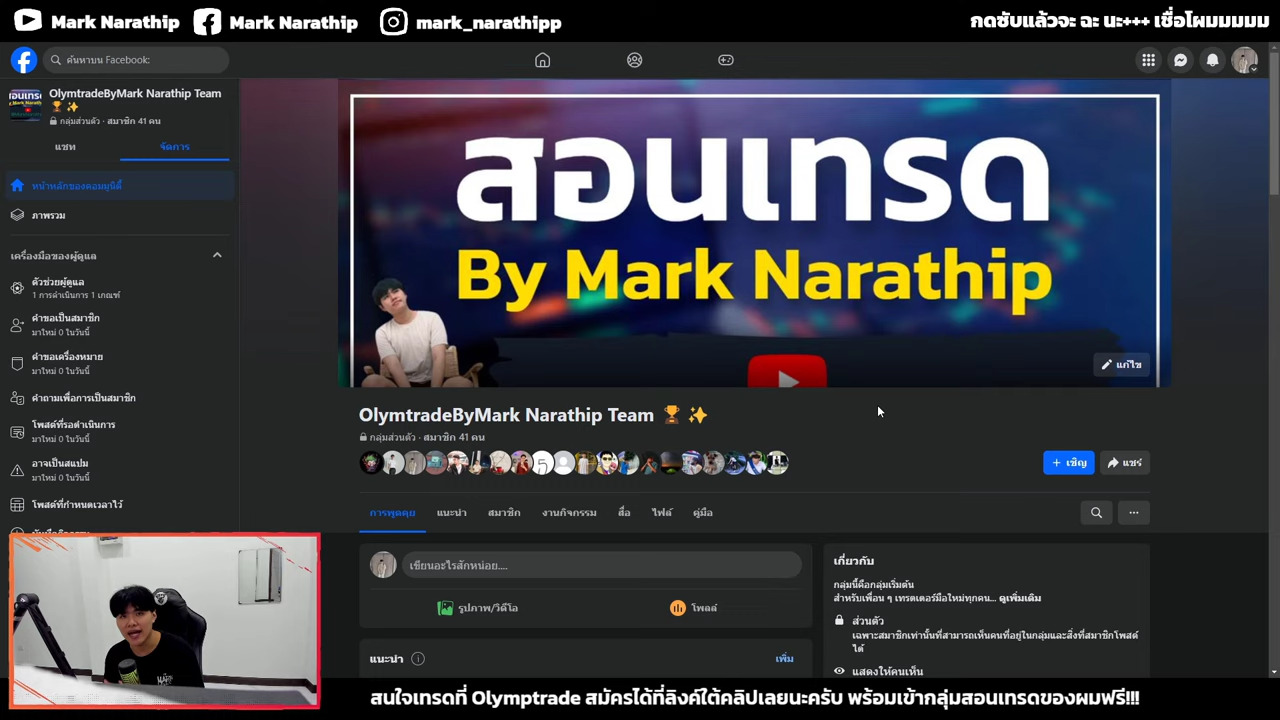 Mark Narathip
Mark Narathip
mark_narathipp
กดซับแล้วจะ ฉะ นะ+++ เชื่อโผมมมมม
ค้นหาบน Facebook:
OlymtradeByMark Narathip Team
🏆 ✨
กลุ่มส่วนตัว · สมาชิก 41 คน
แชท
จัดการ
หน้าหลักของคอมมูนิตี้
ภาพรวม
เครื่องมือของผู้ดูแล
ตัวช่วยผู้ดูแล
1 การดำเนินการ 1 เกณฑ์
คำขอเป็นสมาชิก
มาใหม่ 0 ในวันนี้
คำขอเครื่องหมาย
มาใหม่ 0 ในวันนี้
คำถามเพื่อการเป็นสมาชิก
โพสต์ที่รอดำเนินการ
มาใหม่ 0 ในวันนี้
อาจเป็นสแปม
มาใหม่ 0 ในวันนี้
โพสต์ที่กำหนดเวลาไว้
สอนเทรด
By Mark Narathip
แก้ไข
OlymtradeByMark Narathip Team 🏆 ✨
กลุ่มส่วนตัว · สมาชิก 41 คน
+ เชิญ
แชร์
การพูดคุย
แนะนำ
สมาชิก
งานกิจกรรม
สื่อ
ไฟล์
คู่มือ
เขียนอะไรสักหน่อย....
รูปภาพ/วิดีโอ
โพลล์
แนะนำ
เพิ่ม
เกี่ยวกับ
กลุ่มนี้คือกลุ่มเริ่มต้น
สำหรับเพื่อน ๆ เทรดเดอร์มือใหม่ทุกคน... ดูเพิ่มเติม
ส่วนตัว
เฉพาะสมาชิกเท่านั้นที่สามารถเห็นคนที่อยู่ในกลุ่มและสิ่งที่สมาชิกโพสต์
ได้
แสดงให้คนเห็น
สนใจเทรดที่ Olymptrade สมัครได้ที่ลิงค์ใต้คลิปเลยนะครับ พร้อมเข้ากลุ่มสอนเทรดของผมฟรี!!!